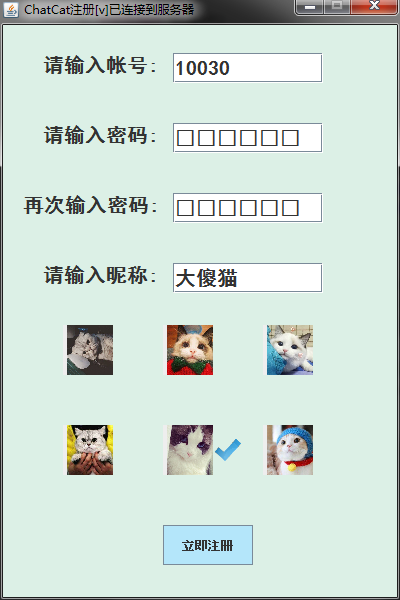 ChatCat注册[v]已连接到服务器
请输入帐号： 10030
请输入密码： □□□□□□
再次输入密码： □□□□□□
请输入昵称： 大傻猫
立即注册